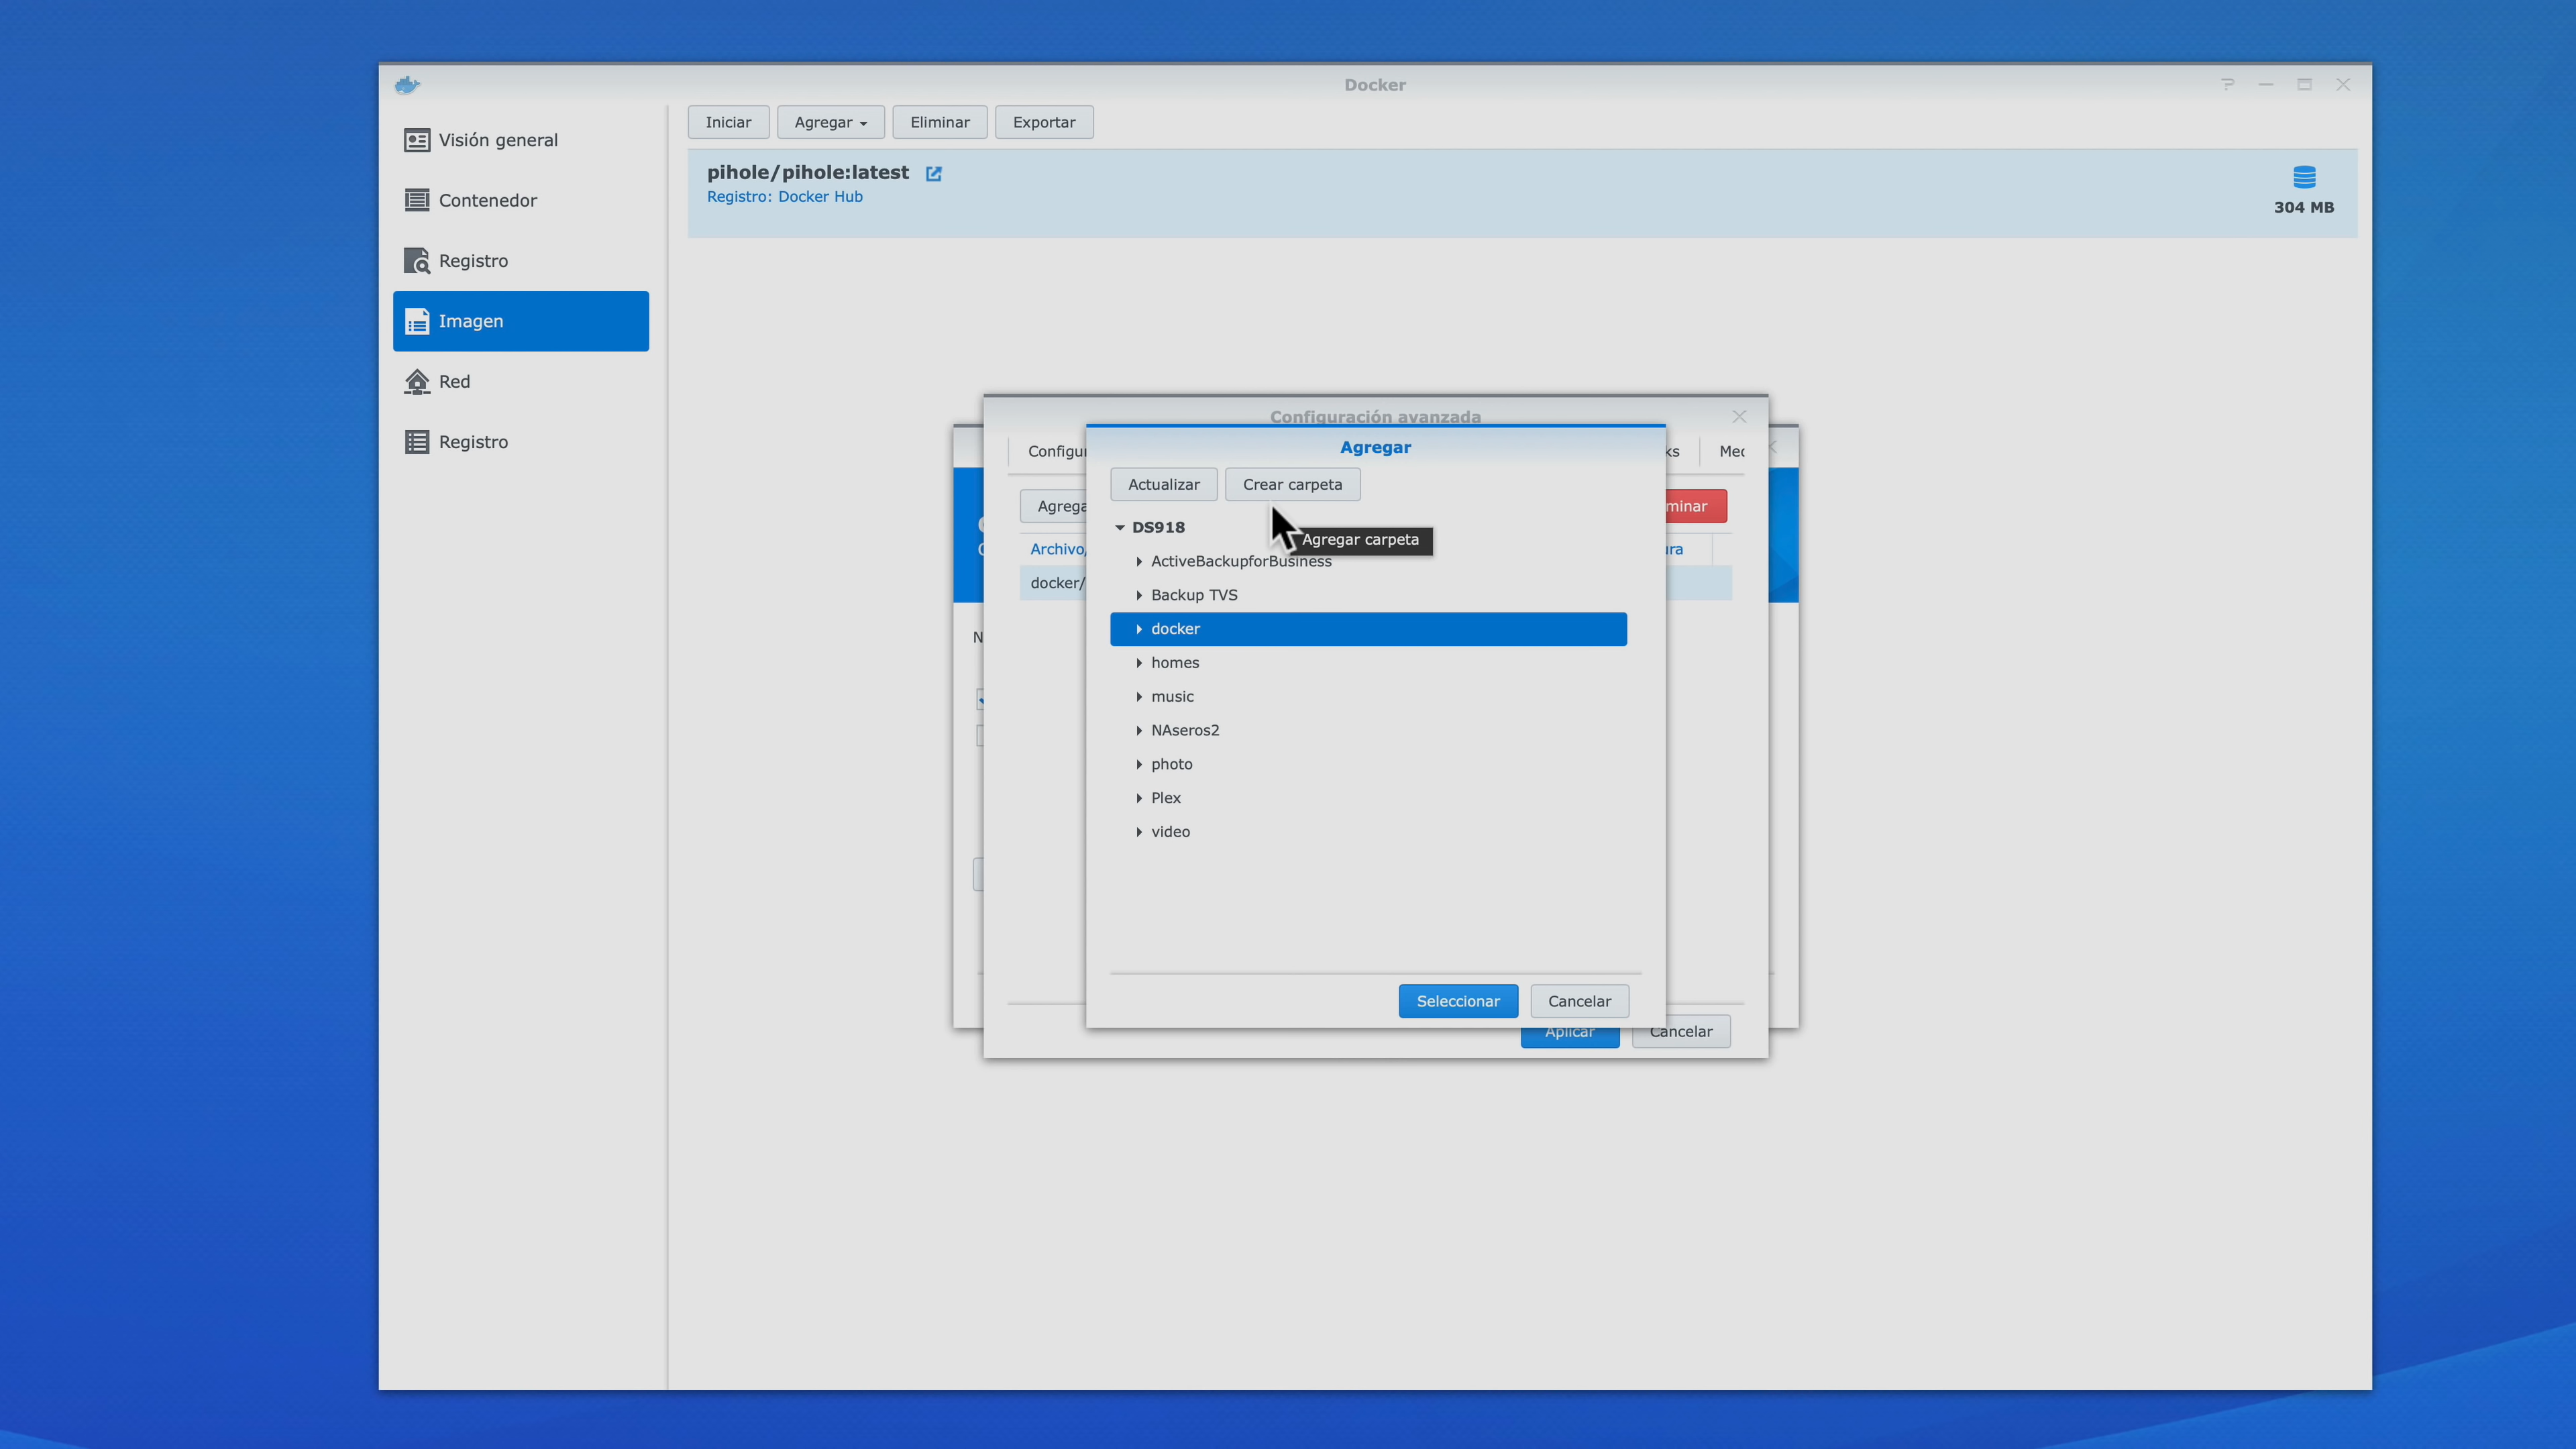 Docker
Visión general
Contenedor
Registro
Imagen
Red
Registro
Iniciar
Agregar
Eliminar
Exportar
pihole/pihole:latest
Registro: Docker Hub
304 MB
Configuración avanzada
Configu
ks
Med
Agrega
minar
Archivo/
ura
docker/
N
Agregar
Actualizar
Crear carpeta
Agregar carpeta
DS918
ActiveBackupforBusiness
Backup TVS
docker
homes
music
NAseros2
photo
Plex
video
Seleccionar
Cancelar
Aplicar
Cancelar